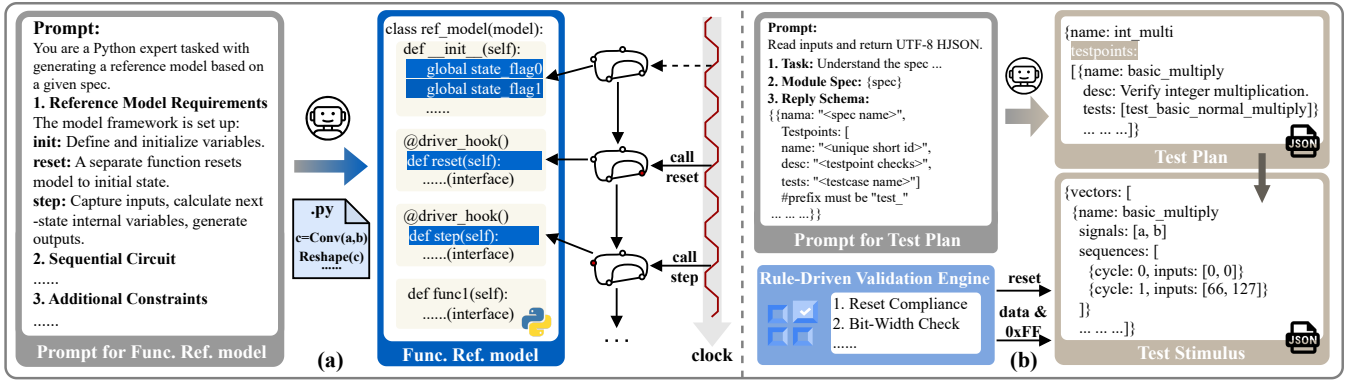 Prompt:
You are a Python expert tasked with
generating a reference model based on
a given spec.
1. Reference Model Requirements
The model framework is set up:
init: Define and initialize variables.
reset: A separate function resets
model to initial state.
step: Capture inputs, calculate next
-state internal variables, generate
outputs.
2. Sequential Circuit
......
3. Additional Constraints
......
Prompt for Func. Ref. model
(a)
.py
c=Conv(a,b)
Reshape(c)
......
class ref_model(model):
def __init__(self):
global state_flag0
global state_flag1
......
@driver_hook()
def reset(self):
......(interface)
@driver_hook()
def step(self):
......(interface)
def func1(self):
......(interface)
Func. Ref. model
call
reset
call
step
...
clock
Prompt:
Read inputs and return UTF-8 HJSON.
1. Task: Understand the spec ...
2. Module Spec: {spec}
3. Reply Schema:
{{nama: "<spec name>",
Testpoints: [
name: "<unique short id>",
desc: "<testpoint checks>",
tests: "<testcase name>"]
#prefix must be "test_"
... ... ...}}
Prompt for Test Plan
Rule-Driven Validation Engine
1. Reset Compliance
2. Bit-Width Check
......
reset
data &
0xFF
(b)
{name: int_multi
testpoints:
[{name: basic_multiply
desc: Verify integer multiplication.
tests: [test_basic_normal_multiply]}
... ... ...]}
JSON
Test Plan
{vectors: [
{name: basic_multiply
signals: [a, b]
sequences: [
{cycle: 0, inputs: [0, 0]}
{cycle: 1, inputs: [66, 127]}
]}
... ... ...]}
JSON
Test Stimulus